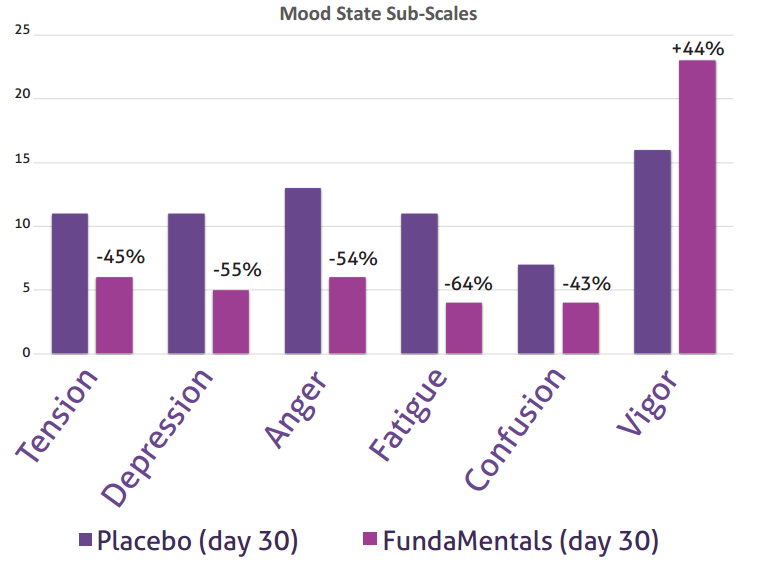 Mood State Sub-Scales
25
20
15
10
5
0
+44%
-45%
-55%
-54%
-64%
-43%
Tension
Depression
Anger
Fatigue
Confusion
Vigor
Placebo (day 30)
FundaMentals (day 30)